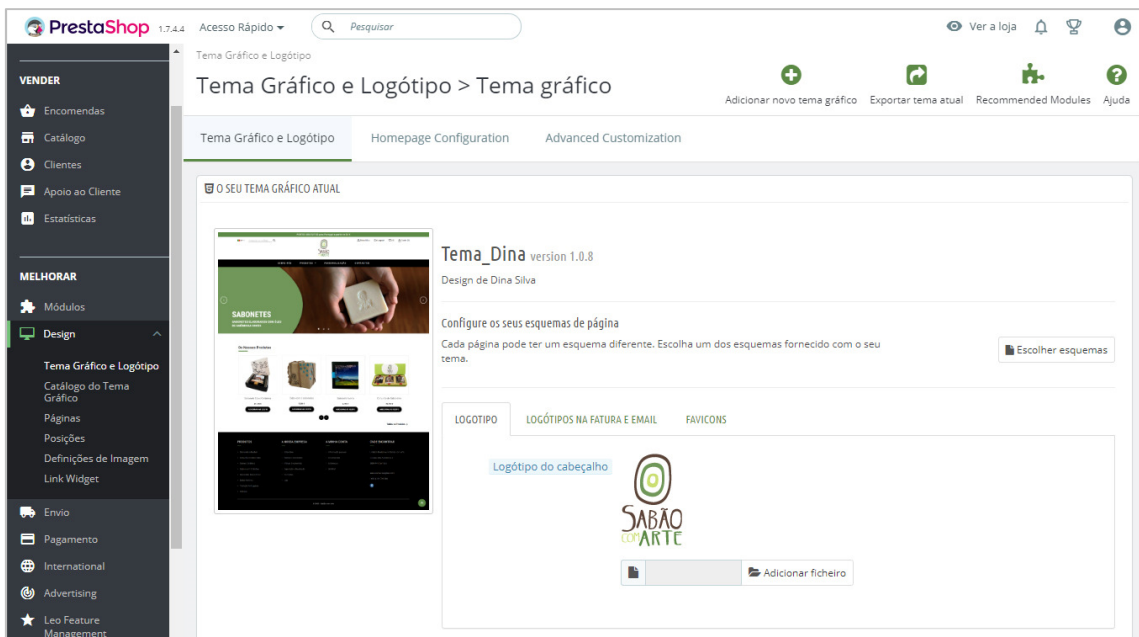 PrestaShop 1.7.4.4 Acesso Rápido Pesquisar Ver a loja
VENDER
Encomendas
Catálogo
Clientes
Apoio ao Cliente
Estatísticas
MELHORAR
Módulos
Design
Tema Gráfico e Logótipo
Catálogo do Tema
Gráfico
Páginas
Posições
Definições de Imagem
Link Widget
Envio
Pagamento
International
Advertising
Leo Feature
Management
Tema Gráfico e Logótipo
Tema Gráfico e Logótipo > Tema gráfico
Adicionar novo tema gráfico Exportar tema atual Recommended Modules Ajuda
Tema Gráfico e Logótipo Homepage Configuration Advanced Customization
O SEU TEMA GRÁFICO ATUAL
SABONETES
Tema_Dina version 1.0.8
Design de Dina Silva
Configure os seus esquemas de página
Cada página pode ter um esquema diferente. Escolha um dos esquemas fornecido com o seu
tema.
Escolher esquemas
LOGOTIPO LOGÓTIPOS NA FATURA E EMAIL FAVICONS
Logótipo do cabeçalho
SABÃO
COM ARTE
Adicionar ficheiro